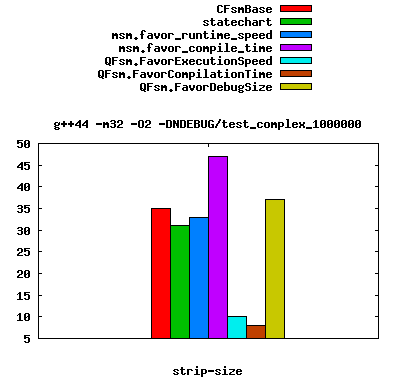 CFsmBase
statechart
msm.favor_runtime_speed
msm.favor_compile_time
QFsm.FavorExecutionSpeed
QFsm.FavorCompilationTime
QFsm.FavorDebugSize
g++44 -m32 -O2 -DNDEBUG/test_complex_1000000
50
45
40
35
30
25
20
15
10
5
strip-size